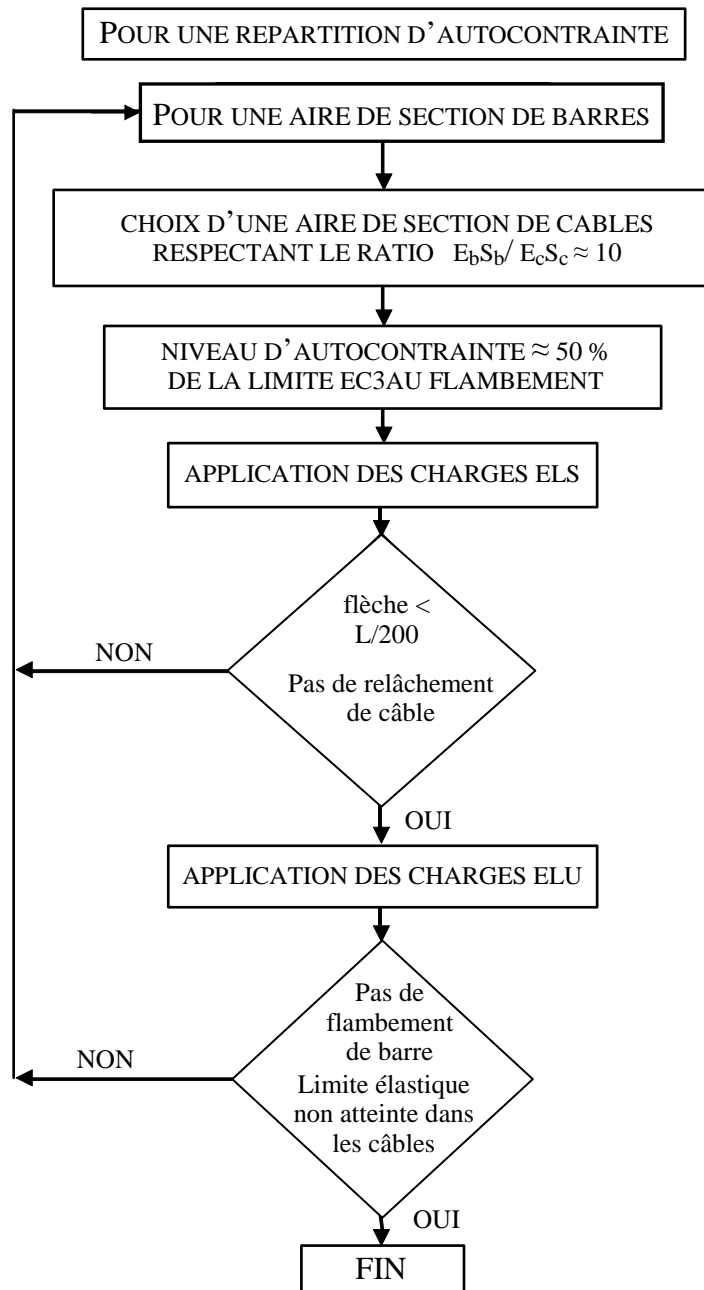 POUR UNE REPARTITION D'AUTOCONTRAINTE
POUR UNE AIRE DE SECTION DE BARRES
CHOIX D'UNE AIRE DE SECTION DE CABLES
RESPECTANT LE RATIO EbSb/ EcSc ≈ 10
NIVEAU D'AUTOCONTRAINTE ≈ 50 %
DE LA LIMITE EC3AU FLAMBEMENT
APPLICATION DES CHARGES ELS
flèche <
L/200
NON
Pas de relâchement
de câble
OUI
APPLICATION DES CHARGES ELU
Pas de
flambement
de barre
NON
Limite élastique
non atteinte dans
les câbles
OUI
FIN